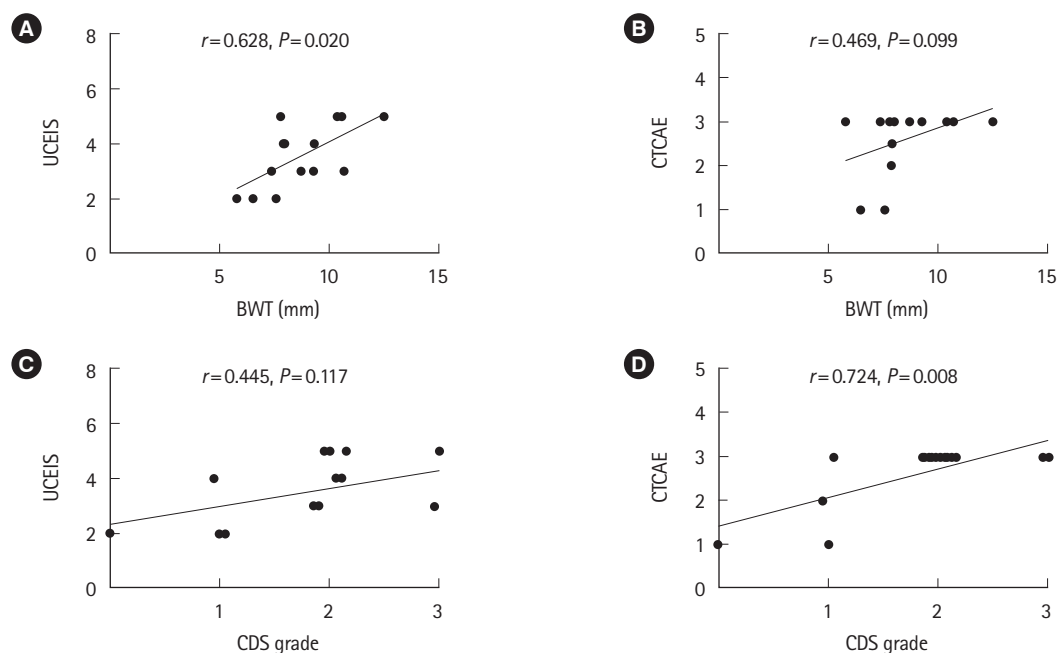 A
r=0.628, P=0.020
8
6
4
2
0
UCEIS
5
10
15
BWT (mm)
B
r=0.469, P=0.099
5
4
3
2
1
0
CTCAE
5
10
15
BWT (mm)
C
r=0.445, P=0.117
8
6
4
2
0
UCEIS
1
2
3
CDS grade
D
r=0.724, P=0.008
5
4
3
2
1
0
CTCAE
1
2
3
CDS grade